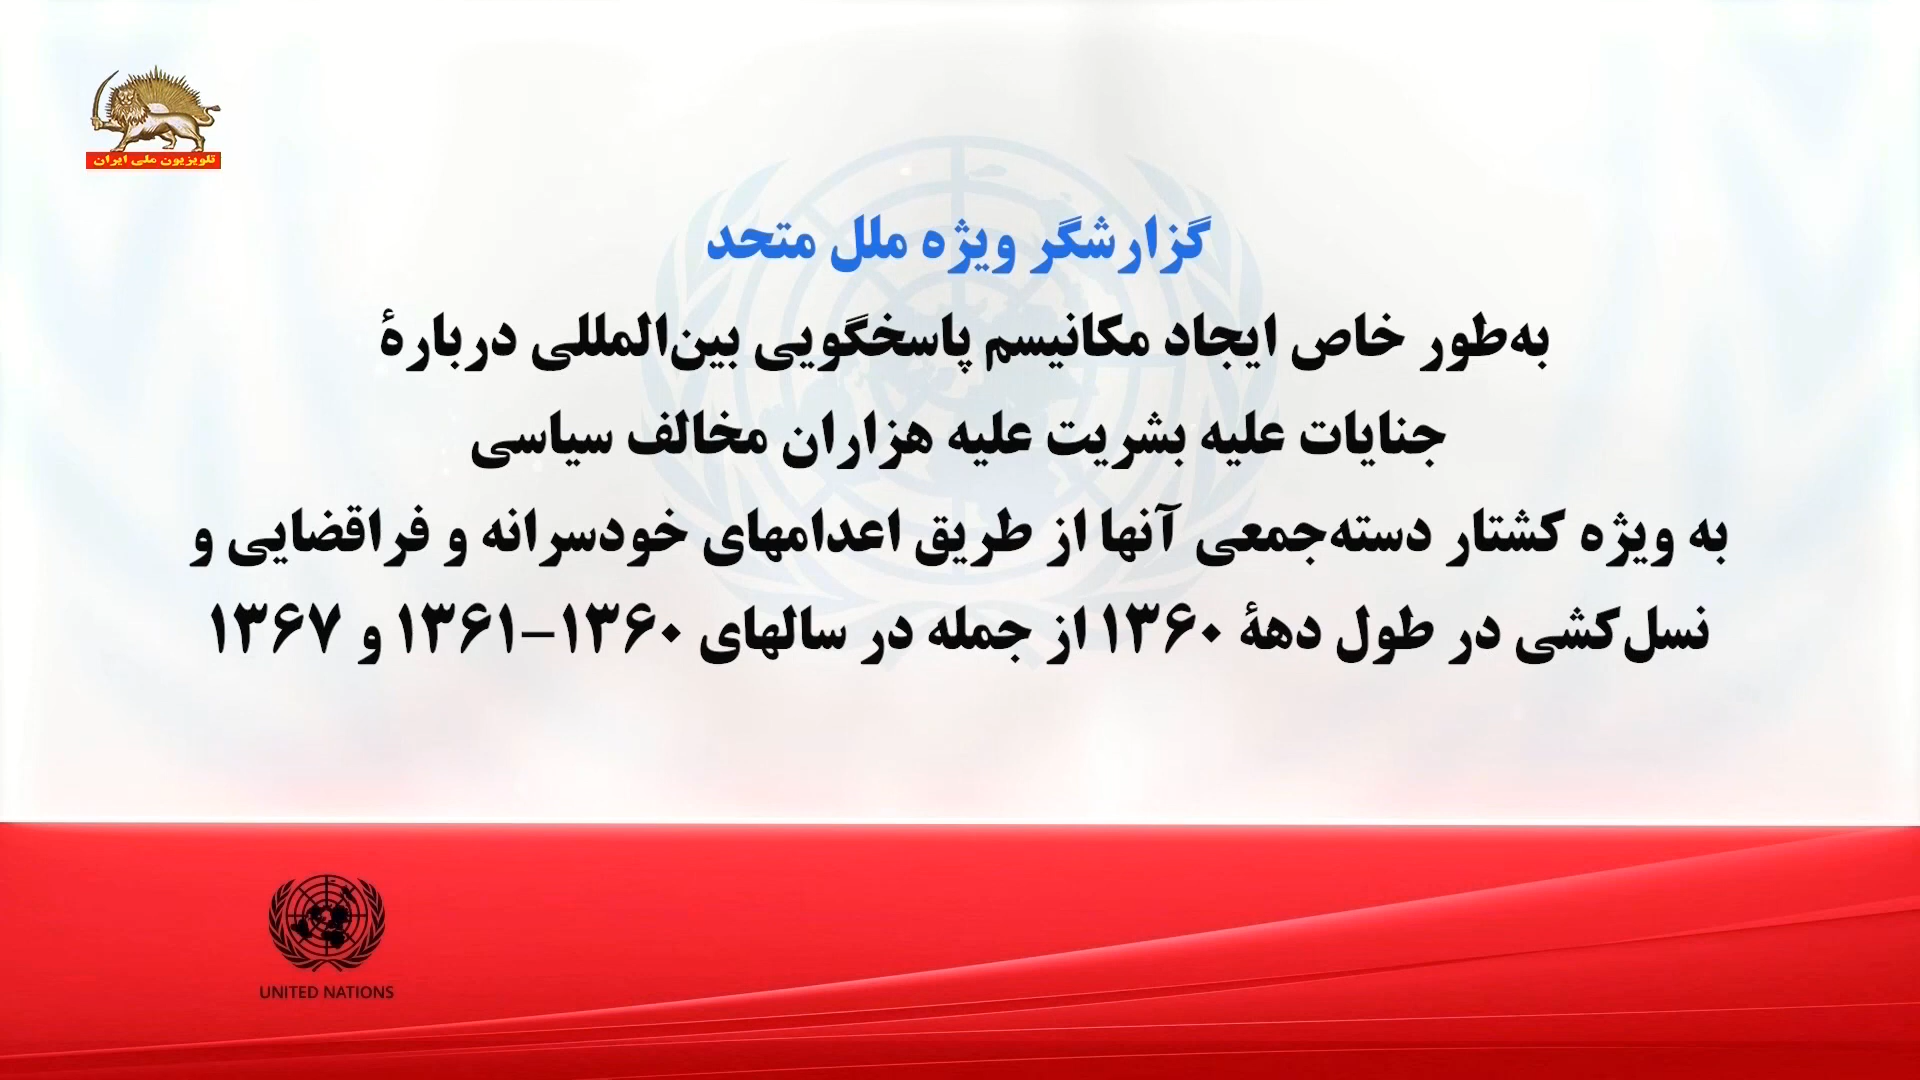 تلویزیون ملی ایران
گزارشگر ویژه ملل متحد
به‌طور خاص ایجاد مکانیسم پاسخگویی بین‌المللی دربارهٔ
جنایات علیه بشریت علیه هزاران مخالف سیاسی
به ویژه کشتار دسته‌جمعی آنها از طریق اعدامهای خودسرانه و فراقضایی و
نسل‌کشی در طول دههٔ ۱۳۶۰ از جمله در سالهای ۱۳۶۰–۱۳۶۱ و ۱۳۶۷
UNITED NATIONS